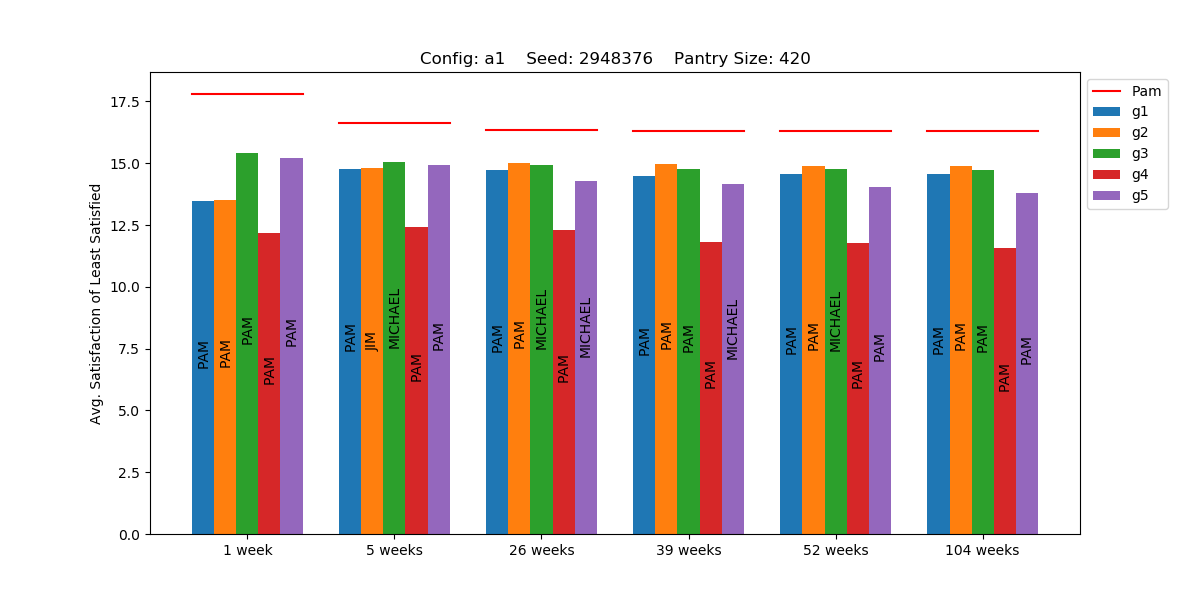 Config: a1    Seed: 2948376    Pantry Size: 420
Avg. Satisfaction of Least Satisfied
17.5
15.0
12.5
10.0
7.5
5.0
2.5
0.0
PAM
PAM
PAM
PAM
PAM
PAM
JIM
MICHAEL
PAM
PAM
PAM
PAM
MICHAEL
PAM
MICHAEL
PAM
PAM
PAM
PAM
MICHAEL
PAM
PAM
MICHAEL
PAM
PAM
PAM
PAM
PAM
PAM
PAM
1 week
5 weeks
26 weeks
39 weeks
52 weeks
104 weeks
Pam
g1
g2
g3
g4
g5